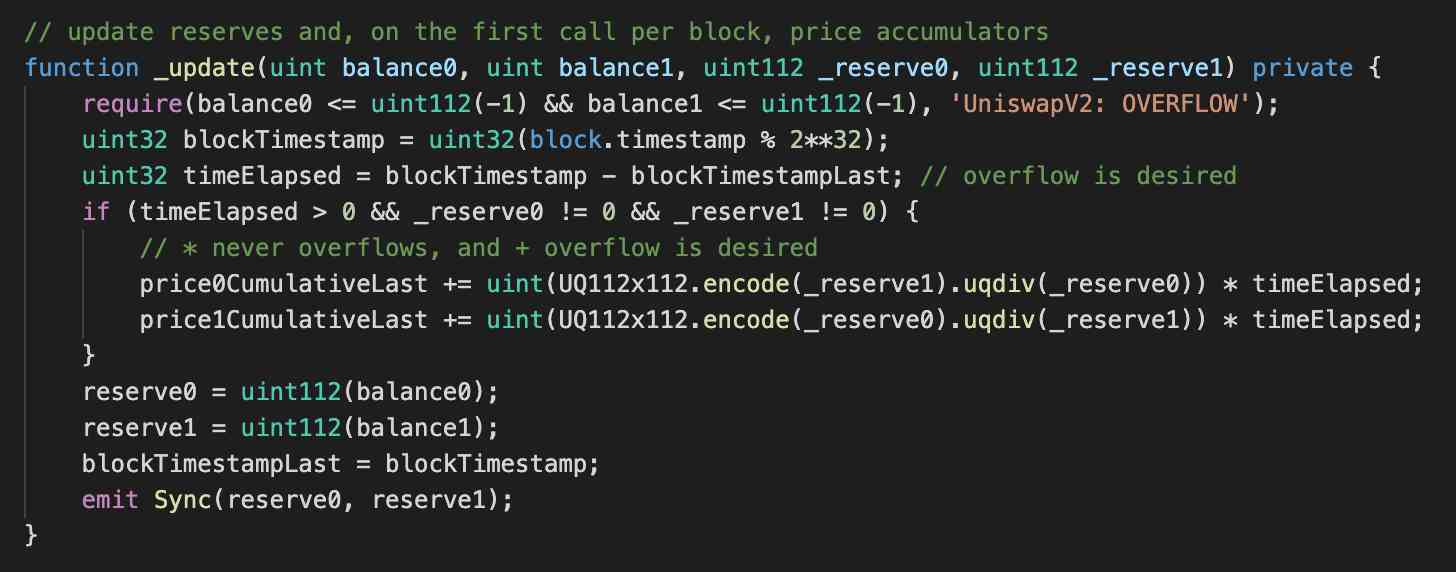 // update reserves and, on the first call per block, price accumulators
function _update(uint balance0, uint balance1, uint112 _reserve0, uint112 _reserve1) private {
    require(balance0 <= uint112(-1) && balance1 <= uint112(-1), 'UniswapV2: OVERFLOW');
    uint32 blockTimestamp = uint32(block.timestamp % 2**32);
    uint32 timeElapsed = blockTimestamp - blockTimestampLast; // overflow is desired
    if (timeElapsed > 0 && _reserve0 != 0 && _reserve1 != 0) {
        // * never overflows, and + overflow is desired
        price0CumulativeLast += uint(UQ112x112.encode(_reserve1).uqdiv(_reserve0)) * timeElapsed;
        price1CumulativeLast += uint(UQ112x112.encode(_reserve0).uqdiv(_reserve1)) * timeElapsed;
    }
    reserve0 = uint112(balance0);
    reserve1 = uint112(balance1);
    blockTimestampLast = blockTimestamp;
    emit Sync(reserve0, reserve1);
}